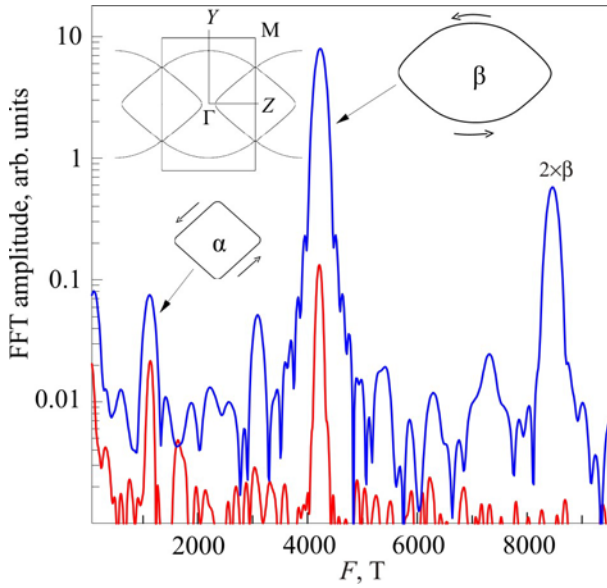 10
1
0.1
0.01
FFT amplitude, arb. units
Y
M
Γ
Z
β
α
2×β
2000
4000
6000
8000
F, T